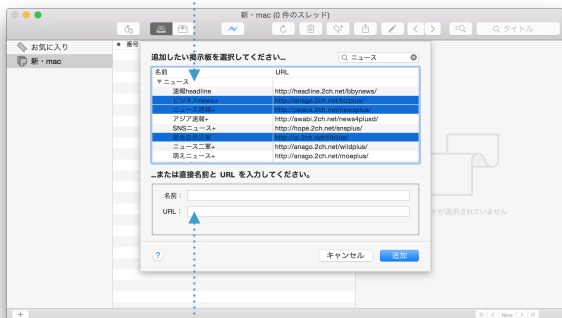 新・mac (0 件のスレッド)
タイトル
お気に入り
新・mac
番号
追加したい掲示板を選択してください...
ニュース
名前 URL
ニュース
速報headline http://headline.2ch.net/bbynews/
ビジネスnews+ http://anago.2ch.net/bizplus/
ニュース速報+ http://peace.2ch.net/newsplus/
アジア速報+ http://awabi.2ch.net/news4plusd/
SNSニュース+ http://hope.2ch.net/snsplus/
緊急自然災害 http://ai.2ch.net/lifeline/
ニュース二軍+ http://anago.2ch.net/wildplus/
萌えニュース+ http://anago.2ch.net/moeplus/
...または直接名前と URL を入力してください。
名前：
URL：
ドが選択されていません
? キャンセル 追加
+ New